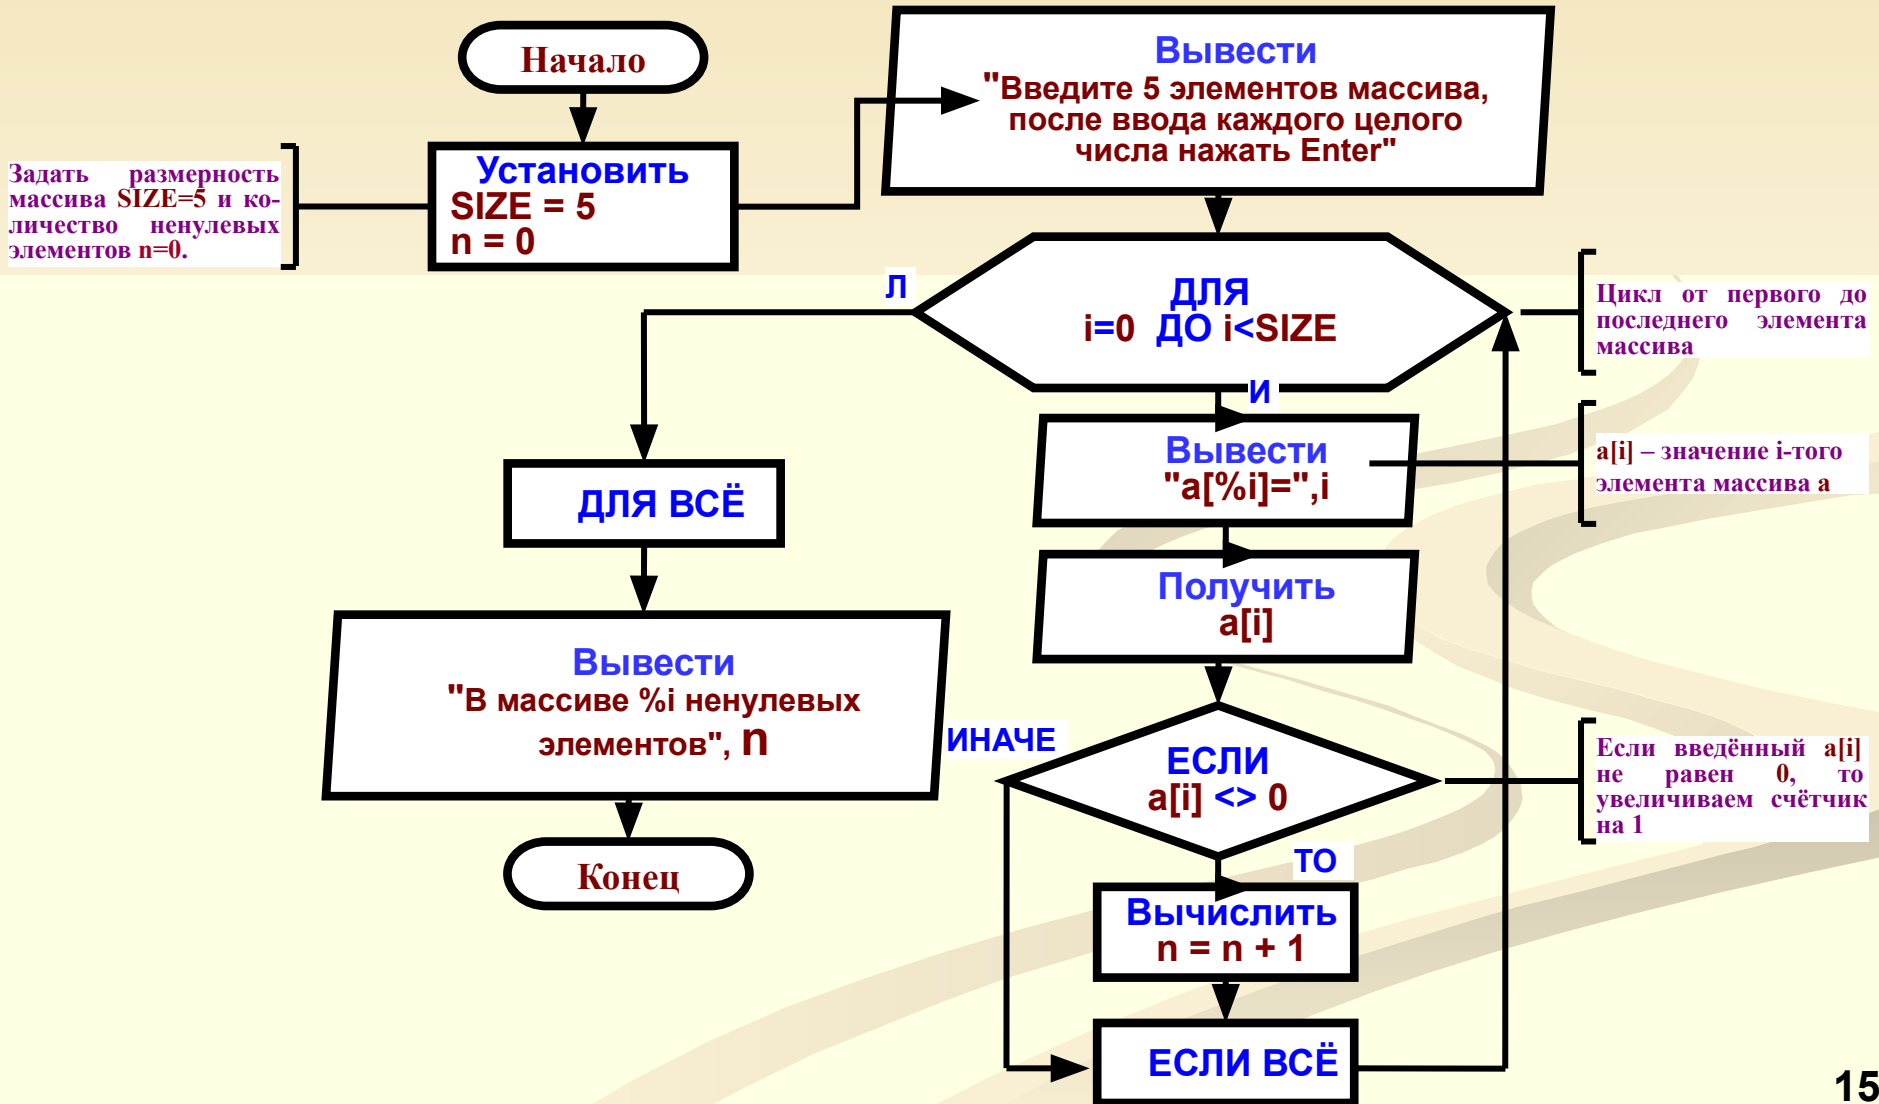 Начало
Задать размерность
массива SIZE=5 и ко-
личество ненулевых
элементов n=0.
Установить
SIZE = 5
n = 0
Вывести
"Введите 5 элементов массива,
после ввода каждого целого
числа нажать Enter"
ДЛЯ
i=0 ДО i<SIZE
Цикл от первого до
последнего элемента
массива
Л
И
Вывести
"a[%i]=",i
a[i] – значение i-того
элемента массива a
Получить
a[i]
ЕСЛИ
a[i] <> 0
Если введённый a[i]
не равен 0, то
увеличиваем счётчик
на 1
ИНАЧЕ
ТО
Вычислить
n = n + 1
ЕСЛИ ВСЁ
ДЛЯ ВСЁ
Вывести
"В массиве %i ненулевых
элементов", n
Конец
15